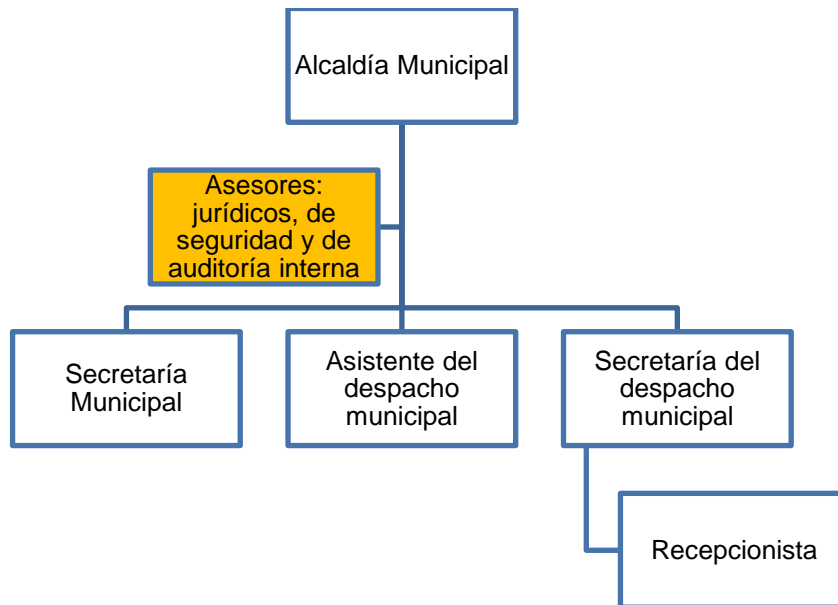 Alcaldía Municipal
Asesores:
jurídicos, de
seguridad y de
auditoría interna
Secretaría
Municipal
Asistente del
despacho
municipal
Secretaría del
despacho
municipal
Recepcionista